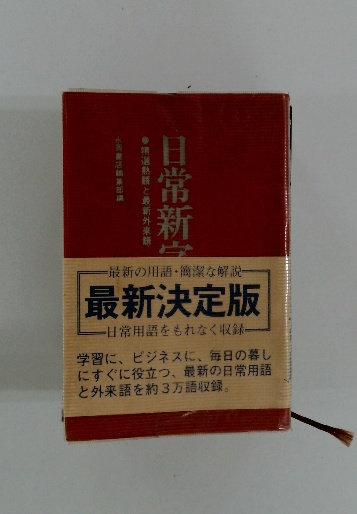 日常新字
●精選熟語と最新外来語
最新の用語・簡潔な解説
最新決定版
日常用語をもれなく収録
学習に、ビジネスに、毎日の暮し
にすぐに役立つ、最新の日常用語
と外来語を約３万語収録。